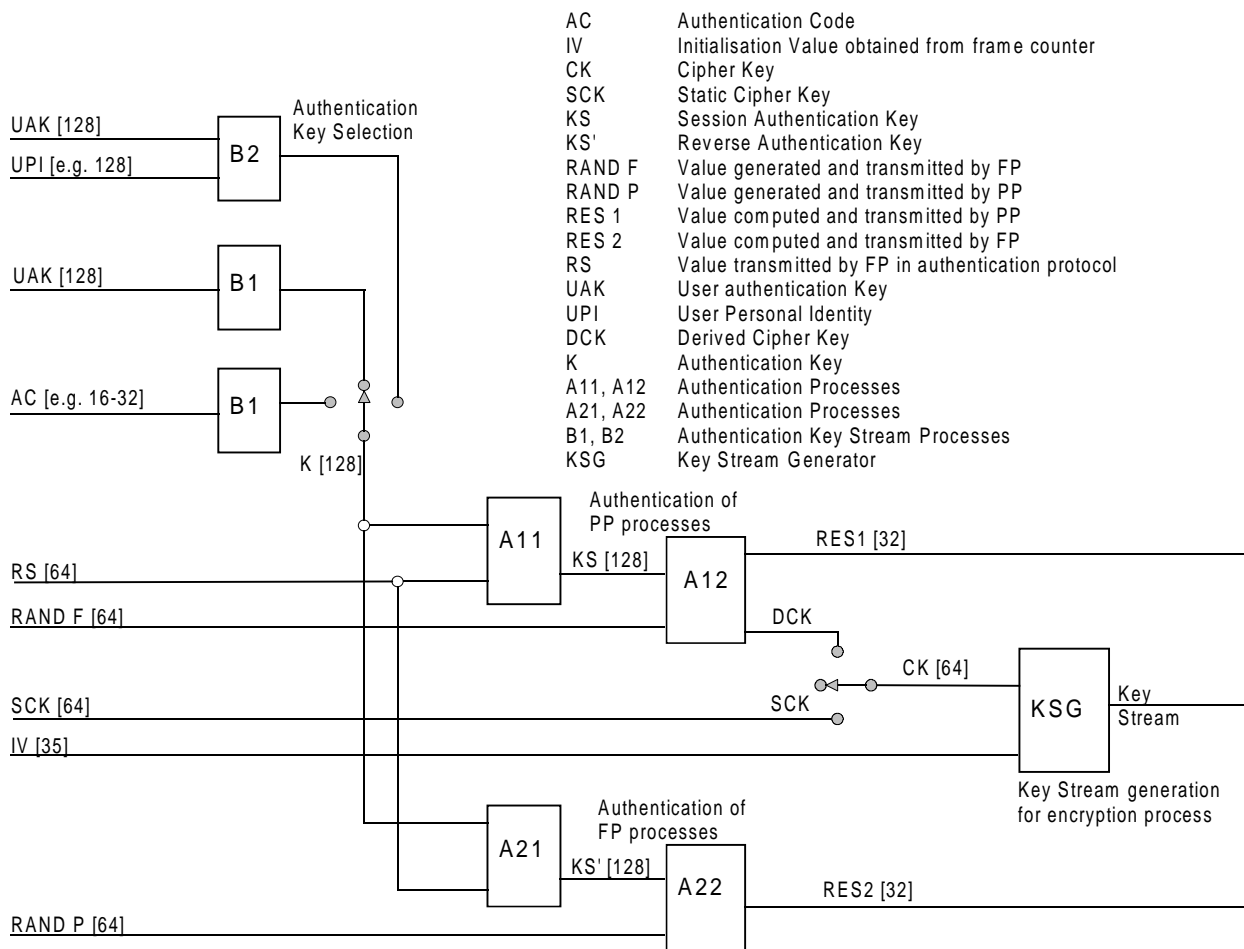 AC Authentication Code
IV Initialisation Value obtained from frame counter
CK Cipher Key
SCK Static Cipher Key
KS Session Authentication Key
KS' Reverse Authentication Key
RAND F Value generated and transmitted by FP
RAND P Value generated and transmitted by PP
RES 1 Value computed and transmitted by PP
RES 2 Value computed and transmitted by FP
RS Value transmitted by FP in authentication protocol
UAK User authentication Key
UPI User Personal Identity
DCK Derived Cipher Key
K Authentication Key
A11, A12 Authentication Processes
A21, A22 Authentication Processes
B1, B2 Authentication Key Stream Processes
KSG Key Stream Generator
Authentication
Key Selection
UAK [128]
UPI [e.g. 128]
B2
UAK [128]
B1
AC [e.g. 16-32]
B1
K [128]
Authentication of
PP processes
A11
KS [128]
A12
RES1 [32]
RS [64]
RAND F [64]
DCK
CK [64]
SCK [64]
SCK
KSG
Key
Stream
IV [35]
Key Stream generation
for encryption process
Authentication of
FP processes
A21
KS' [128]
A22
RES2 [32]
RAND P [64]